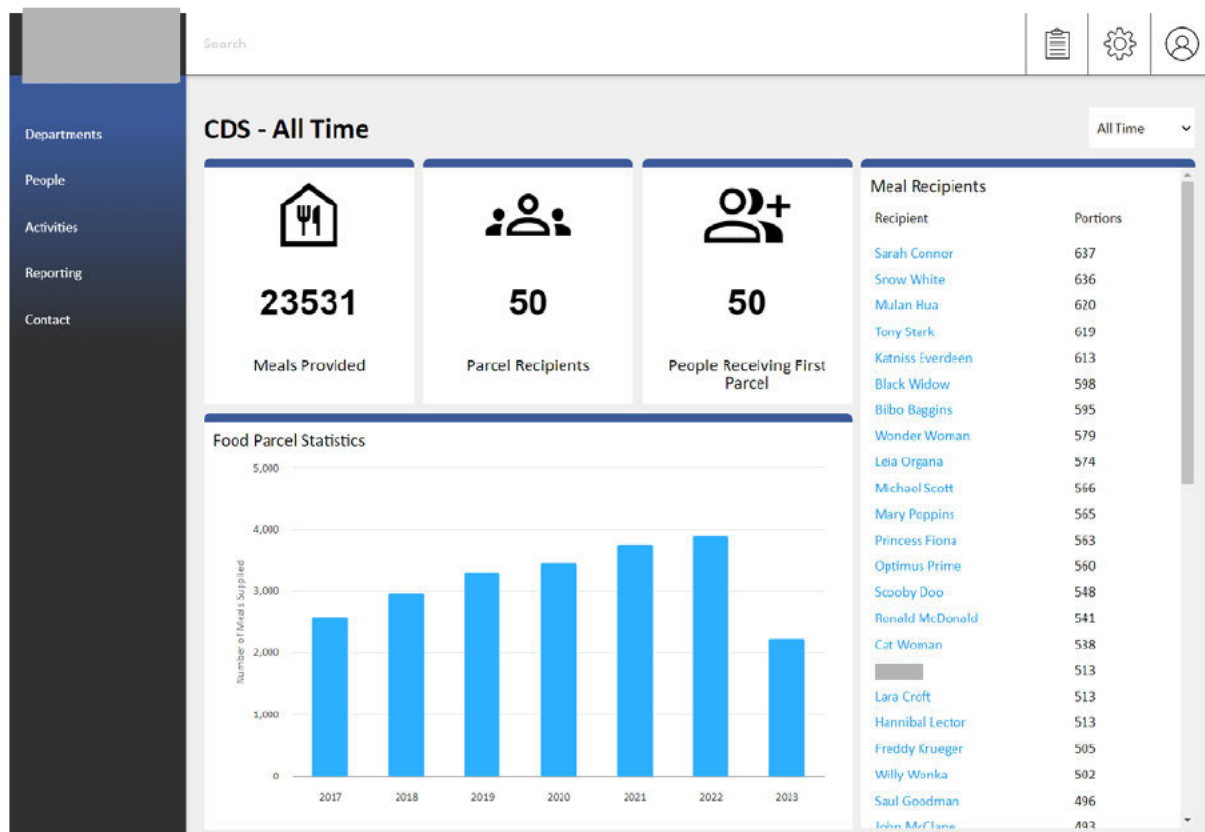 Search
Departments
People
Activities
Reporting
Contact
CDS - All Time
All Time
23531
Meals Provided
50
Parcel Recipients
50
People Receiving First
Parcel
Food Parcel Statistics
Number of Meals Supplied
5,000
4,000
3,000
2,000
1,000
0
2017 2018 2019 2020 2021 2022 2023
Meal Recipients
Recipient Portions
Sarah Connor 637
Snow White 636
Mulan Hua 620
Tony Stark 619
Katniss Everdeen 613
Black Widow 598
Bilbo Baggins 595
Wonder Woman 579
Leia Organa 574
Michael Scott 566
Mary Poppins 565
Princess Fiona 563
Optimus Prime 560
Scooby Doo 548
Ronald McDonald 541
Cat Woman 538
513
Lara Croft 513
Hannibal Lector 513
Freddy Krueger 505
Willy Wonka 502
Saul Goodman 496
John McClane 493